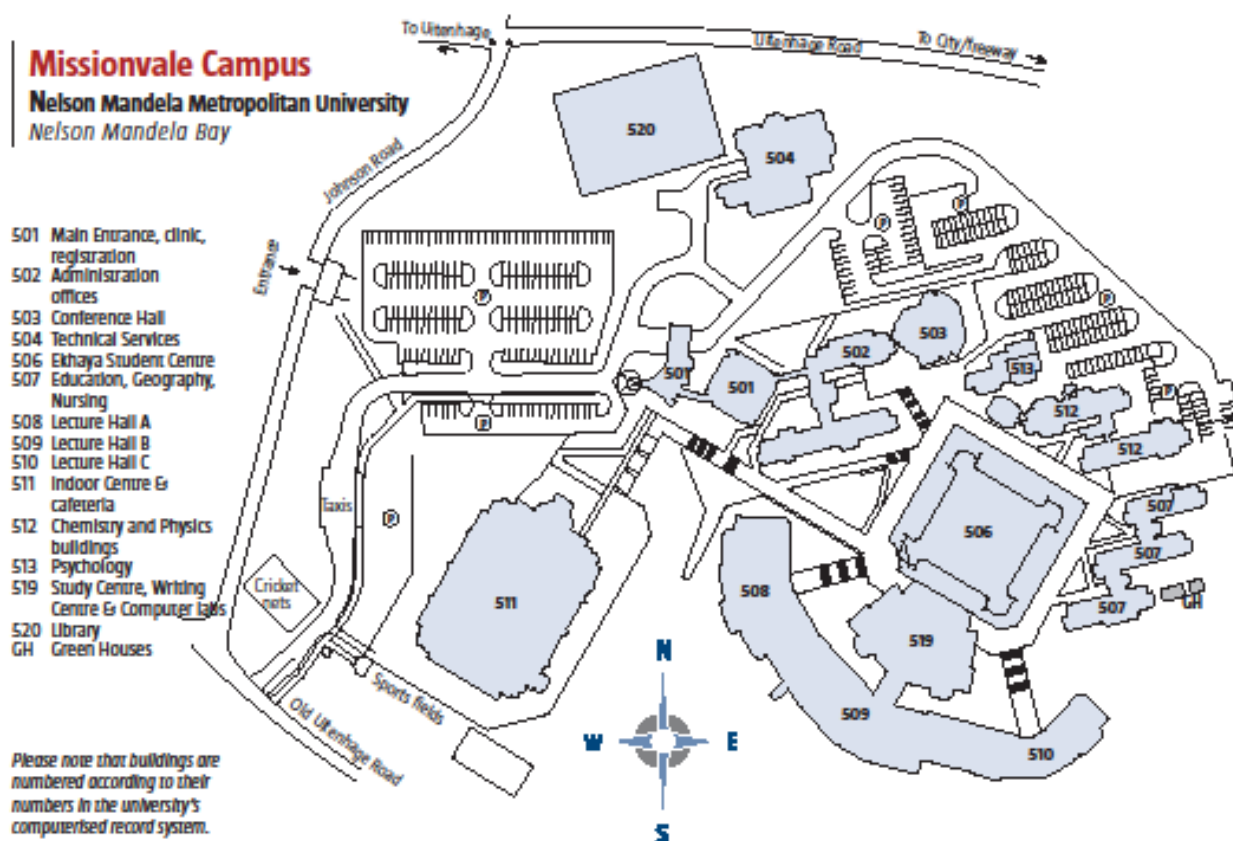 Missionvale Campus
Nelson Mandela Metropolitan University
Nelson Mandela Bay
501 Main Entrance, clinic,
registration
502 Administration
offices
503 Conference Hall
504 Technical Services
506 Ekhaya Student Centre
507 Education, Geography,
Nursing
508 Lecture Hall A
509 Lecture Hall B
510 Lecture Hall C
511 Indoor Centre &
cafeteria
512 Chemistry and Physics
buildings
513 Psychology
519 Study Centre, Writing
Centre & Computer labs
520 Library
GH Green Houses
Please note that buildings are
numbered according to their
numbers in the university's
computerised record system.
To Uitenhage
Uitenhage Road
To City/freeway
Johnson Road
Entrance
520
504
P
P
P
P
503
502
501
501
513
512
P
512
P
Taxis
P
507
506
507
507
GH
Cricket
nets
511
508
519
509
510
Sports fields
Old Uitenhage Road
N
W
E
S